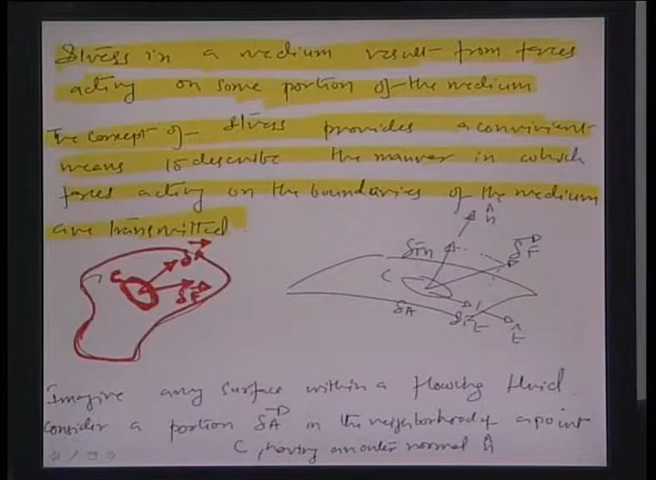 Stress in a medium result from forces
acting on some portion of the medium
The concept of stress provides a convinient
means to describe the manner in which
forces acting on the boundaries of the medium
are transmitted
n̂
δFn
δF
C
δA
δFt
t̂
C
δA
δF
Imagine any surface within a flowing fluid
Consider a portion δA in the neighborhood of a point
C, having an outer normal n̂